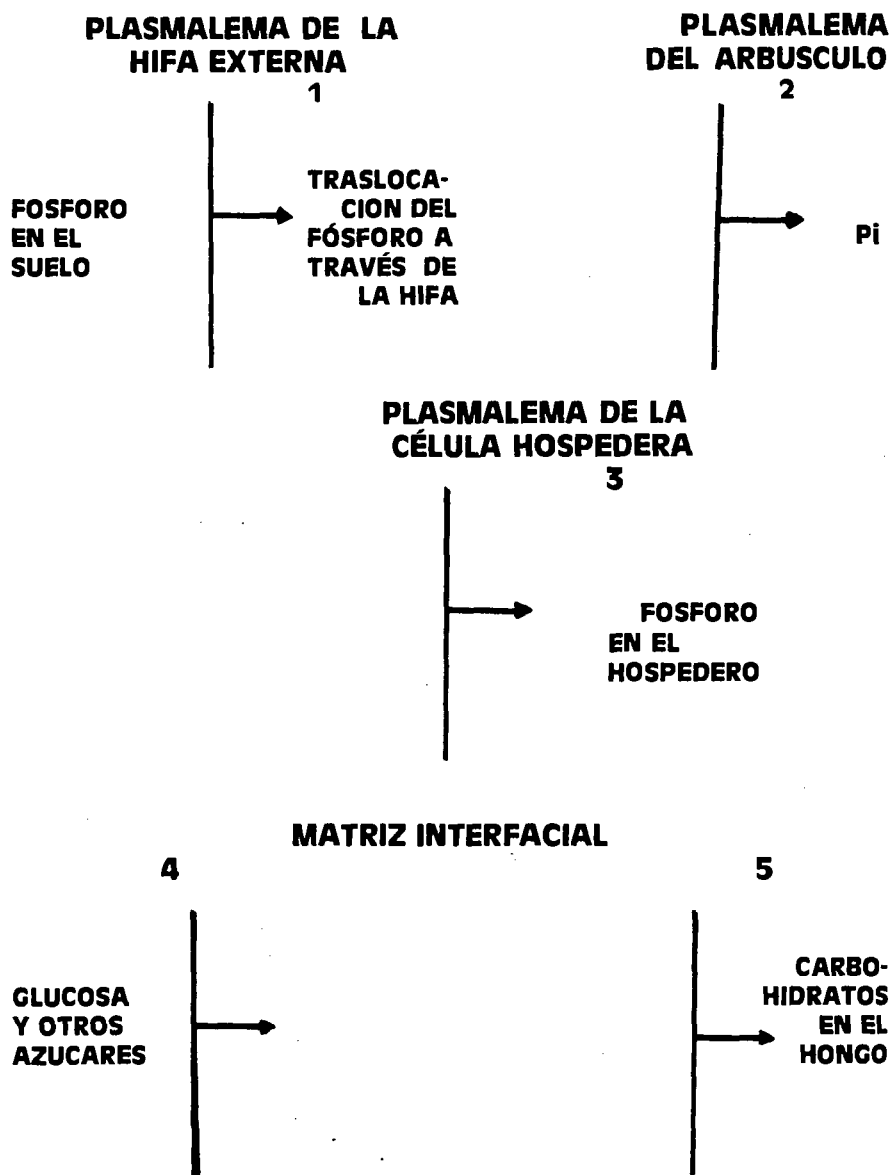 PLASMALEMA DE LA
HIFA EXTERNA
1
PLASMALEMA
DEL ARBUSCULO
2
FOSFORO
EN EL
SUELO
TRASLOCA-
CION DEL
FÓSFORO A
TRAVÉS DE
LA HIFA
Pi
PLASMALEMA DE LA
CÉLULA HOSPEDERA
3
FOSFORO
EN EL
HOSPEDERO
MATRIZ INTERFACIAL
4
5
GLUCOSA
Y OTROS
AZUCARES
CARBO-
HIDRATOS
EN EL
HONGO